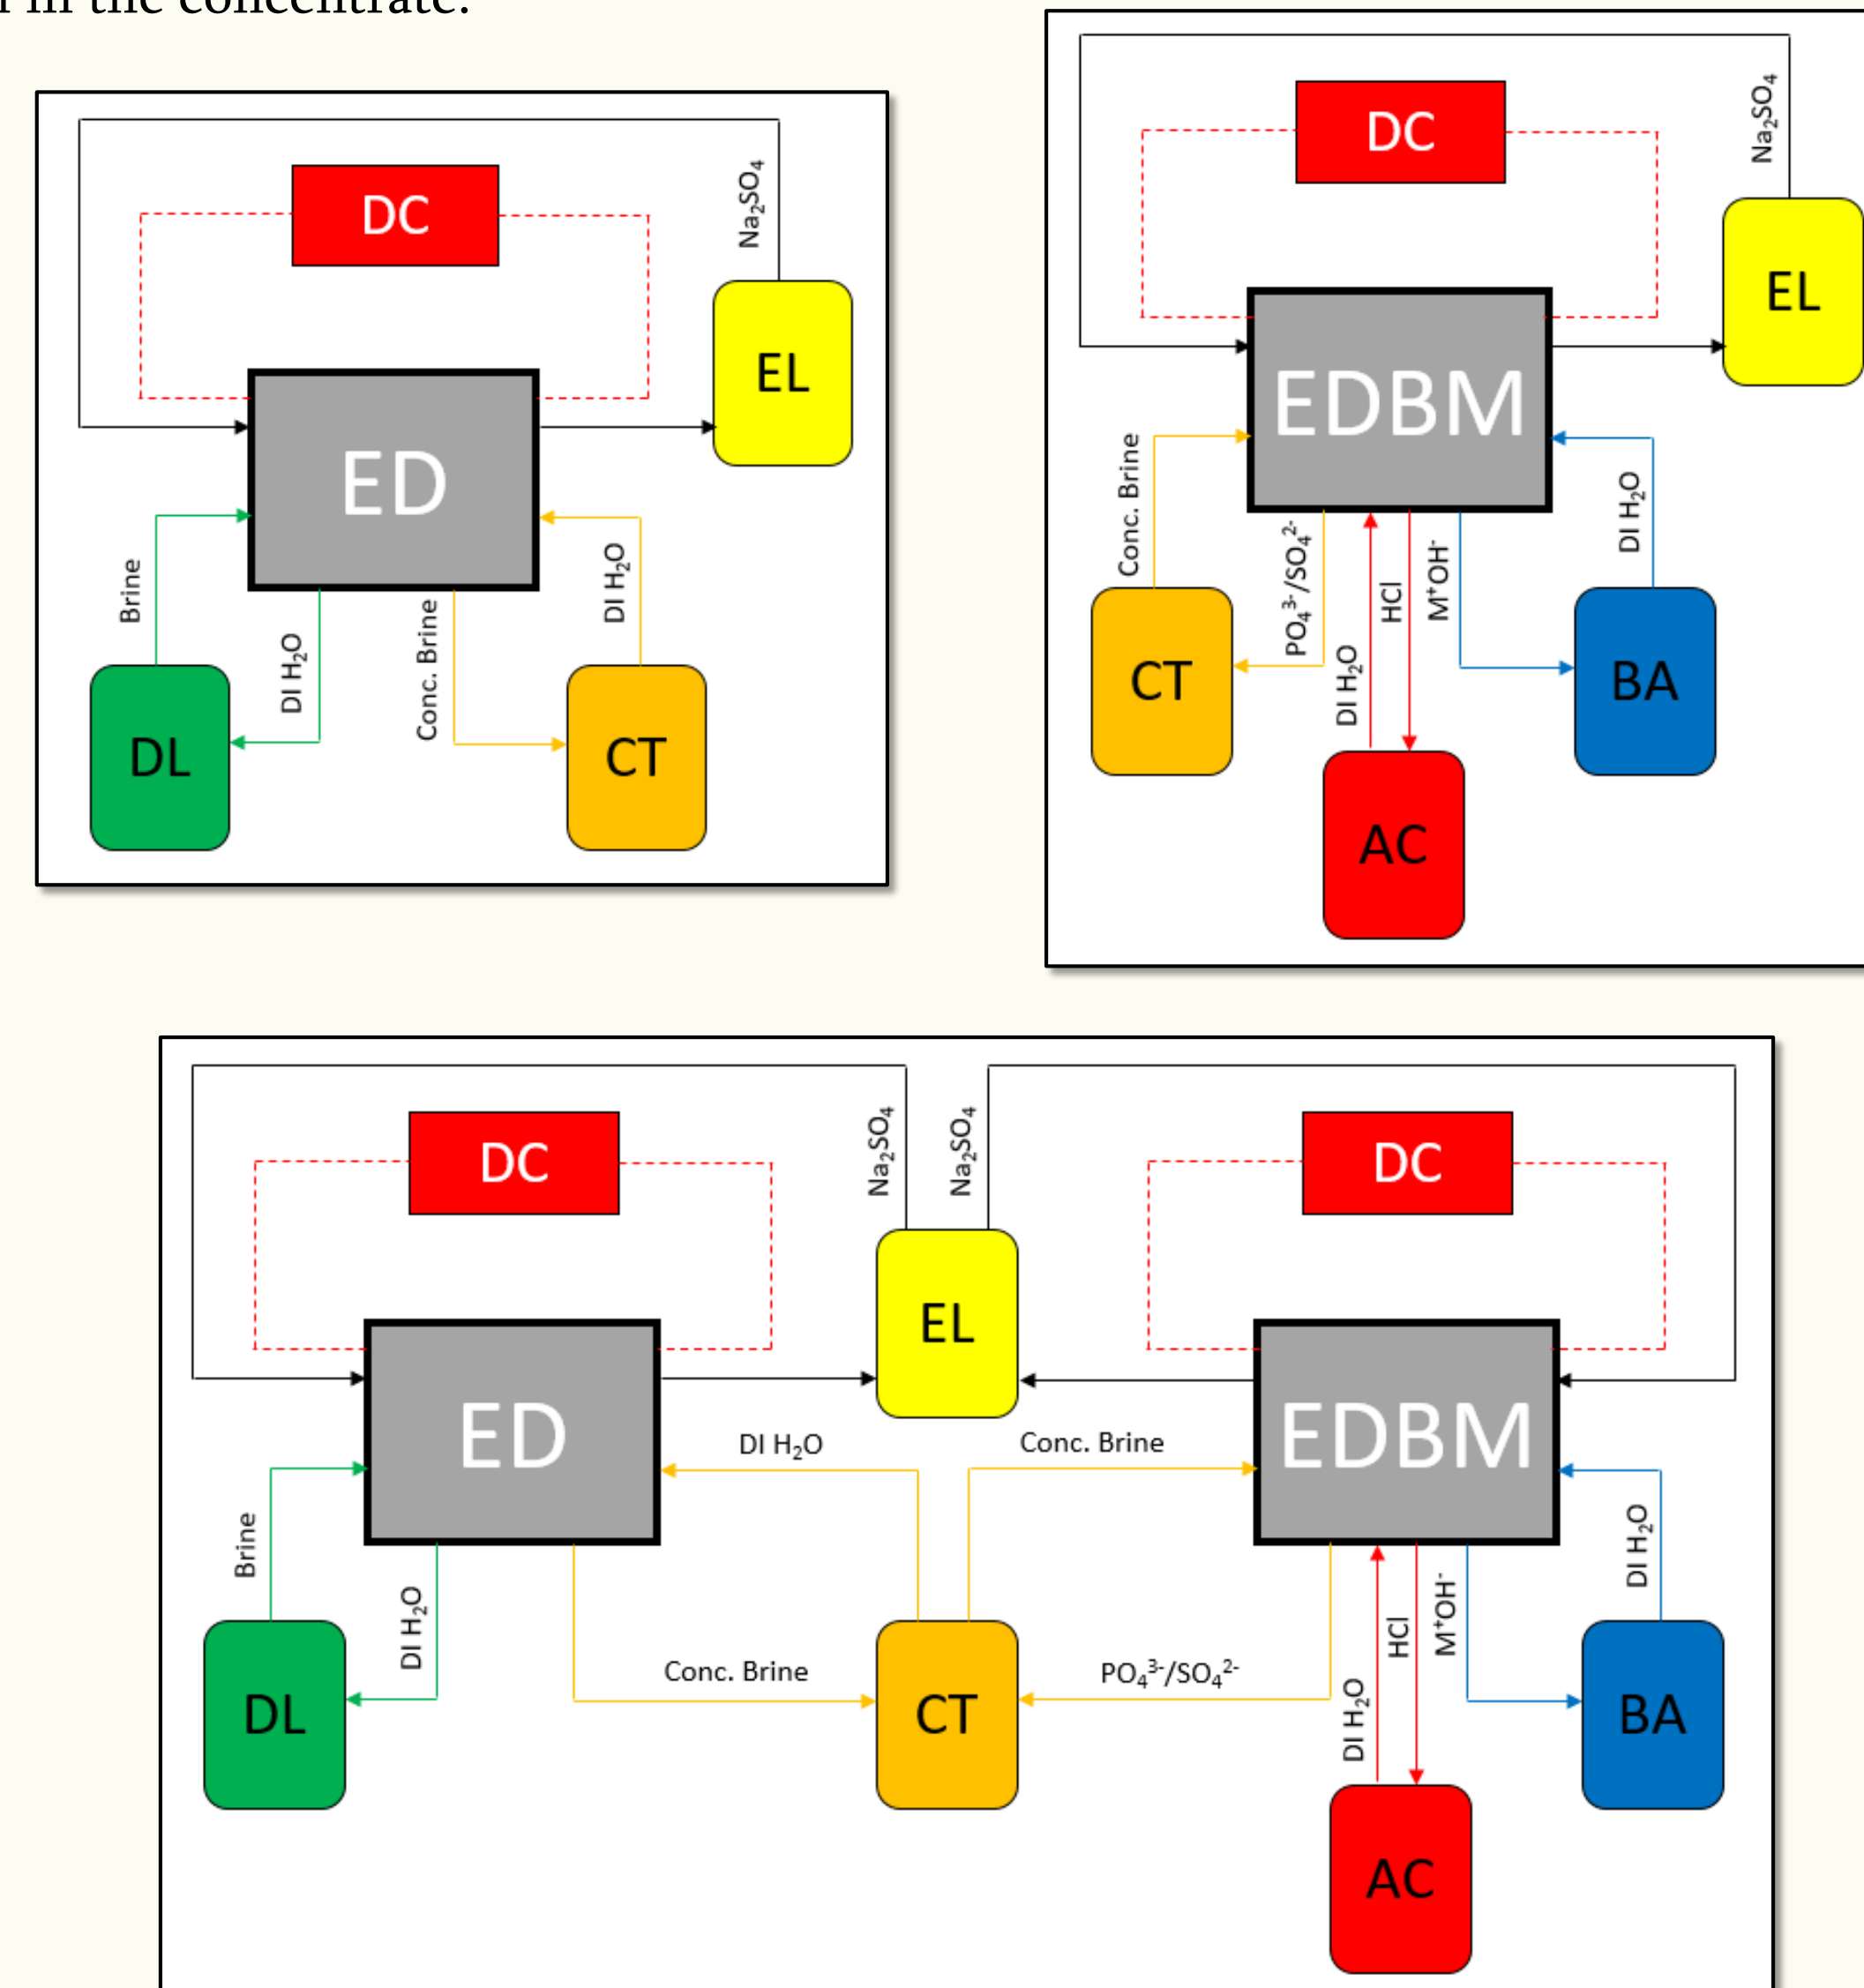 in the concentrate.
DC
Na₂SO₄
EL
ED
Brine
DI H₂O
Conc. Brine
DI H₂O
DL
CT
DC
Na₂SO₄
EL
EDBM
Conc. Brine
PO₄³⁻/SO₄²⁻
DI H₂O
HCl
M⁺OH⁻
DI H₂O
CT
BA
AC
DC
Na₂SO₄
Na₂SO₄
DC
EL
ED
EDBM
DI H₂O
Conc. Brine
Brine
DI H₂O
Conc. Brine
PO₄³⁻/SO₄²⁻
DI H₂O
HCl
M⁺OH⁻
DI H₂O
DL
CT
BA
AC